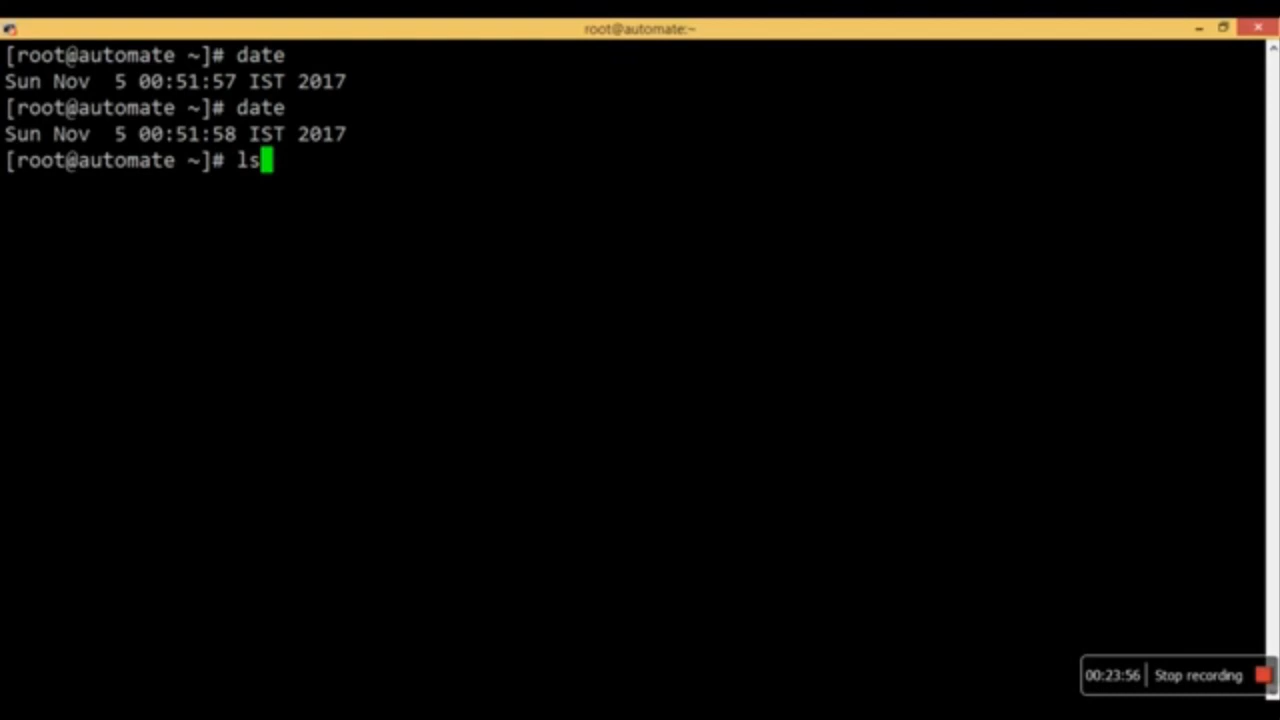 root@automate:~
[root@automate ~]# date
Sun Nov  5 00:51:57 IST 2017
[root@automate ~]# date
Sun Nov  5 00:51:58 IST 2017
[root@automate ~]# ls
00:23:56 Stop recording